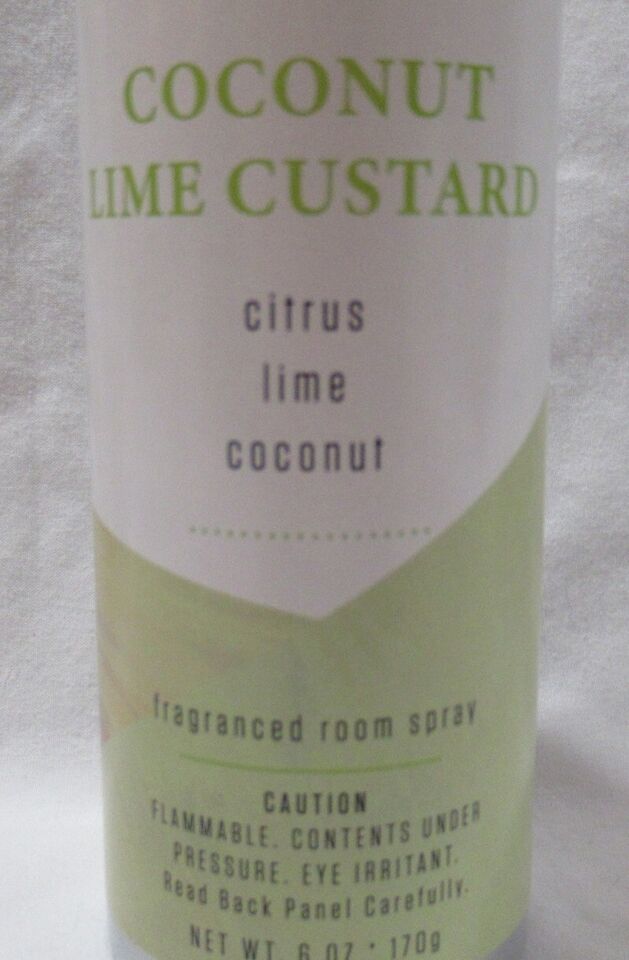 COCONUT
LIME CUSTARD
citrus
lime
coconut
fragranced room spray
CAUTION
FLAMMABLE. CONTENTS UNDER
PRESSURE. EYE IRRITANT.
Read Back Panel Carefully.
NET WT. 6 OZ • 170g